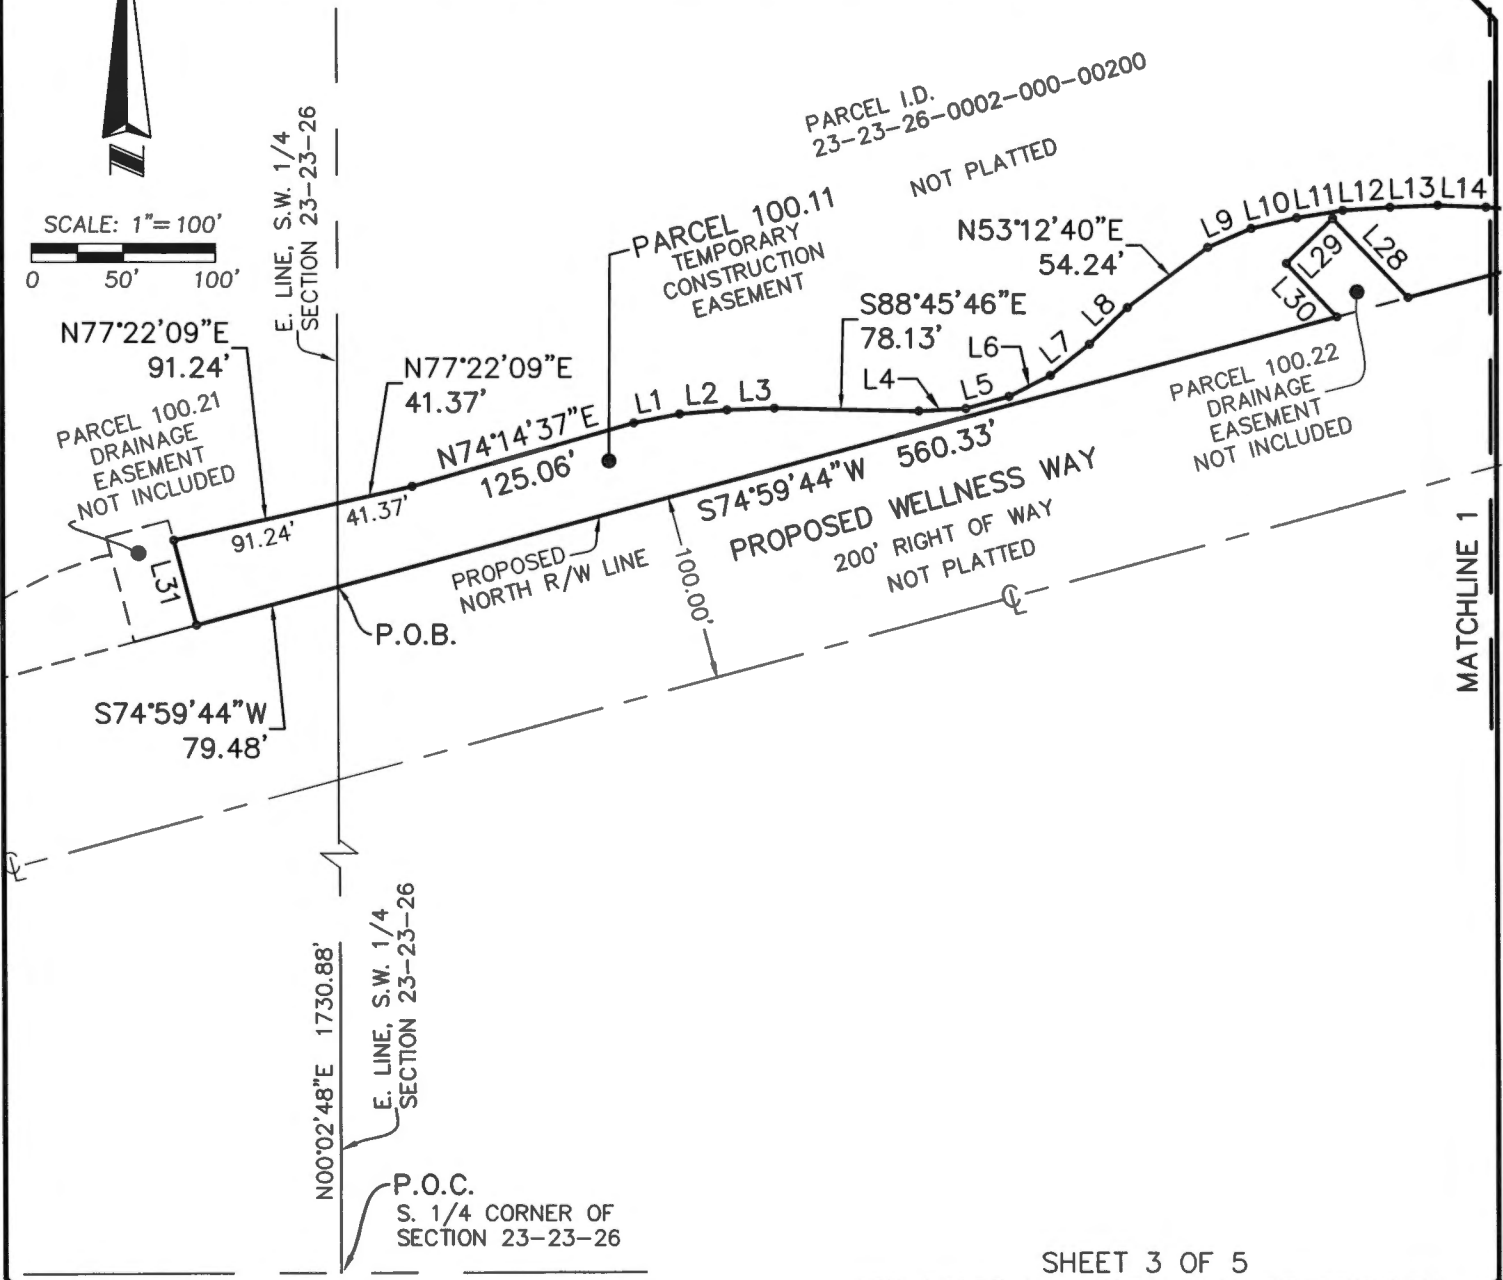 PARCEL I.D.
23-23-26-0002-000-00200
NOT PLATTED
E. LINE, S.W. 1/4
SECTION 23-23-26
N
SCALE: 1"= 100'
0 50' 100'
PARCEL 100.11
TEMPORARY
CONSTRUCTION
EASEMENT
N53°12'40"E
54.24'
L9 L10 L11 L12 L13 L14
L29 L28
L30
N77°22'09"E
91.24'
N77°22'09"E
41.37'
S88°45'46"E
78.13'
L1 L2 L3
L4 L5 L6 L7 L8
N74°14'37"E
125.06'
PARCEL 100.21
DRAINAGE
EASEMENT
NOT INCLUDED
PARCEL 100.22
DRAINAGE
EASEMENT
NOT INCLUDED
91.24'
41.37'
L31
S74°59'44"W 560.33'
PROPOSED WELLNESS WAY
200' RIGHT OF WAY
NOT PLATTED
PROPOSED
NORTH R/W LINE
100.00'
CL
MATCHLINE 1
P.O.B.
S74°59'44"W
79.48'
CL
N00°02'48"E 1730.88'
E. LINE, S.W. 1/4
SECTION 23-23-26
P.O.C.
S. 1/4 CORNER OF
SECTION 23-23-26
SHEET 3 OF 5